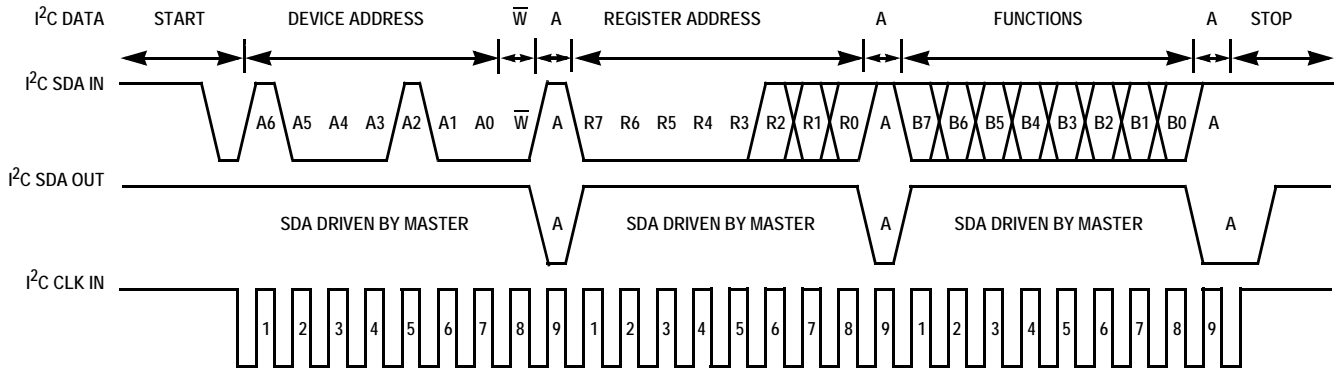 I²C DATA START DEVICE ADDRESS W̅ A REGISTER ADDRESS A FUNCTIONS A STOP
I²C SDA IN A6 A5 A4 A3 A2 A1 A0 W̅ A R7 R6 R5 R4 R3 R2 R1 R0 A B7 B6 B5 B4 B3 B2 B1 B0 A
I²C SDA OUT
SDA DRIVEN BY MASTER A SDA DRIVEN BY MASTER A SDA DRIVEN BY MASTER A
I²C CLK IN
1 2 3 4 5 6 7 8 9 1 2 3 4 5 6 7 8 9 1 2 3 4 5 6 7 8 9